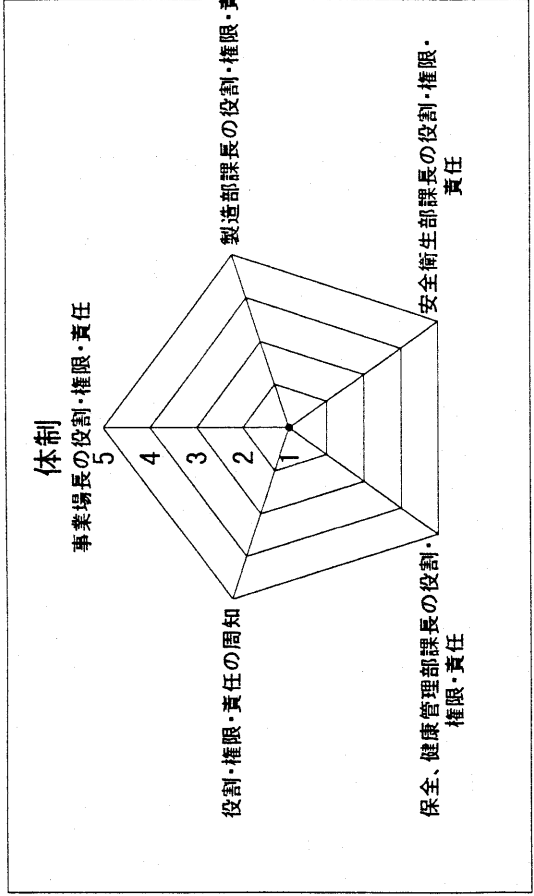 体制
事業場長の役割・権限・責任
5
4
3
2
1
製造部課長の役割・権限・責
安全衛生部課長の役割・権限・
責任
保全、健康管理部課長の役割・
権限・責任
役割・権限・責任の周知